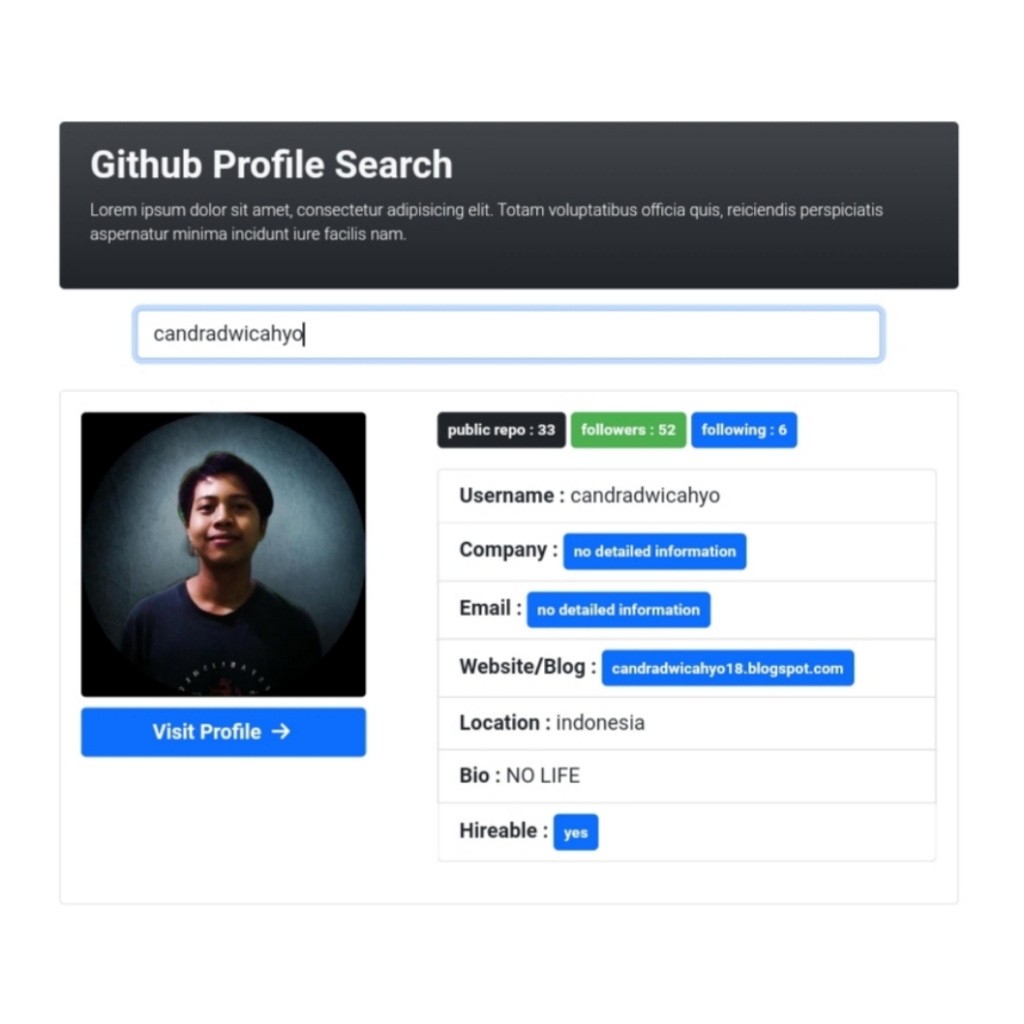 Github Profile Search
Lorem ipsum dolor sit amet, consectetur adipisicing elit. Totam voluptatibus officia quis, reiciendis perspiciatis
aspernatur minima incidunt iure facilis nam.
candradwicahyo
public repo : 33 followers : 52 following : 6
Username : candradwicahyo
Company : no detailed information
Email : no detailed information
Website/Blog : candradwicahyo18.blogspot.com
Location : indonesia
Bio : NO LIFE
Hireable : yes
Visit Profile →